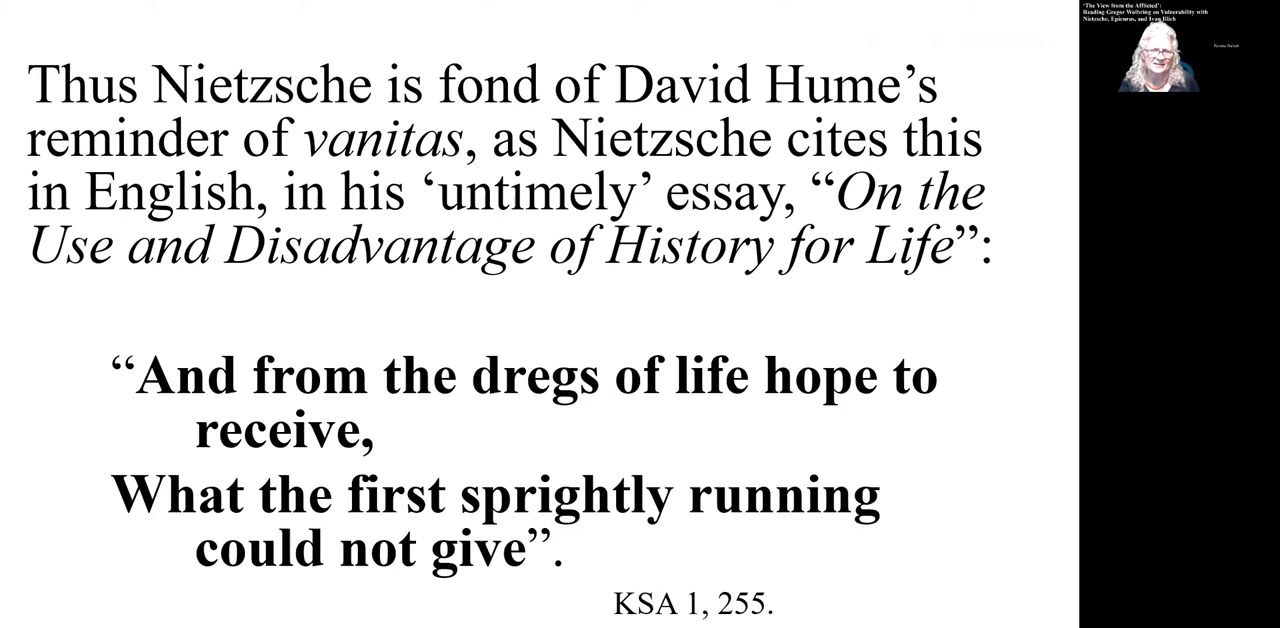 Thus Nietzsche is fond of David Hume’s
reminder of vanitas, as Nietzsche cites this
in English, in his ‘untimely’ essay, “On the
Use and Disadvantage of History for Life”:
“And from the dregs of life hope to
receive,
What the first sprightly running
could not give”.
KSA 1, 255.
‘The View from the Afflicted’:
Reading Gregor Wolbring on Vulnerability with
Nietzsche, Epicurus, and Ivan Illich